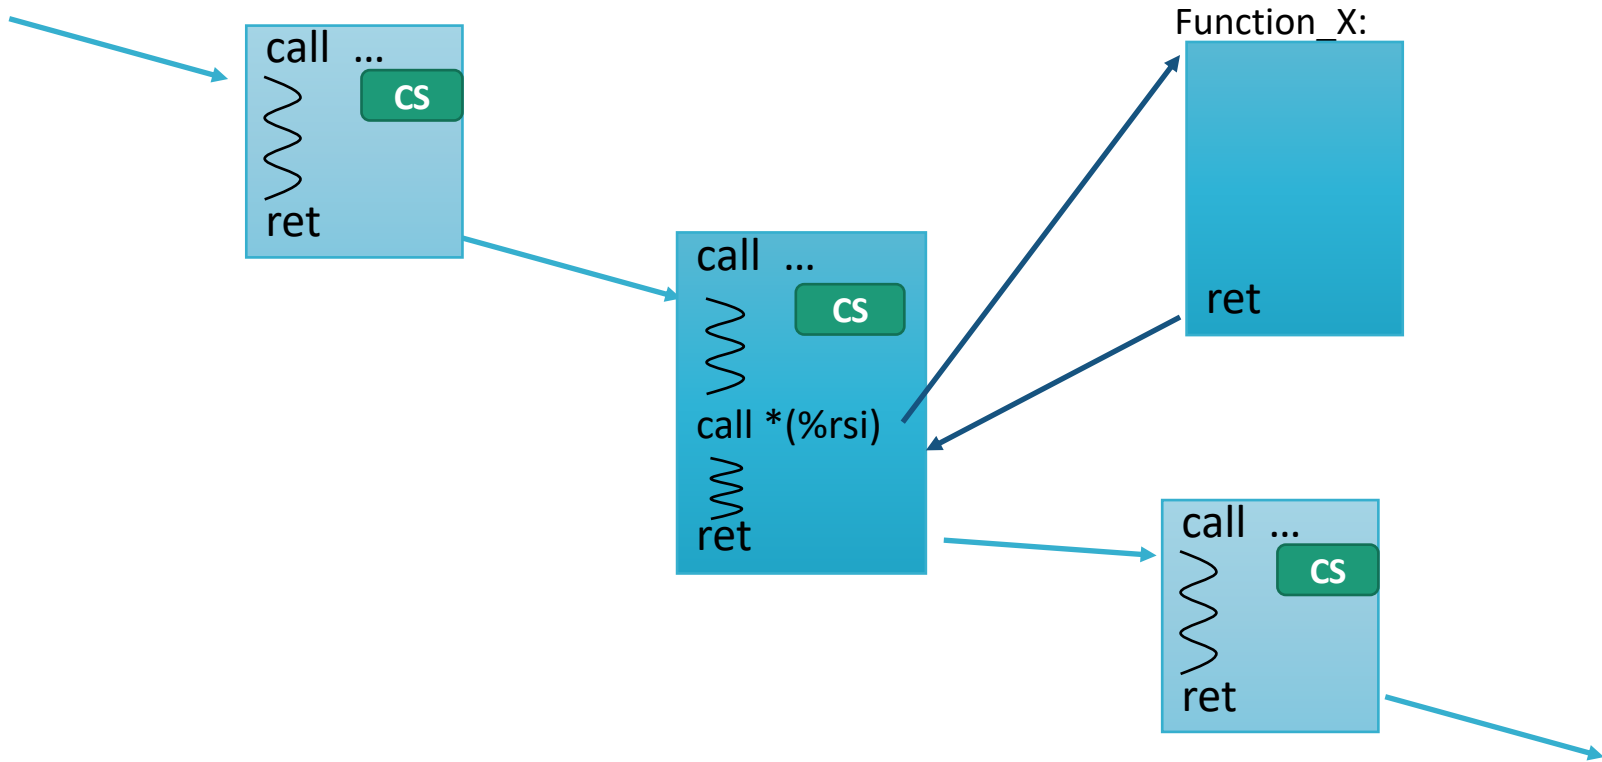 call ...
CS
ret
call ...
CS
call *(%rsi)
ret
Function_X:
ret
call ...
CS
ret